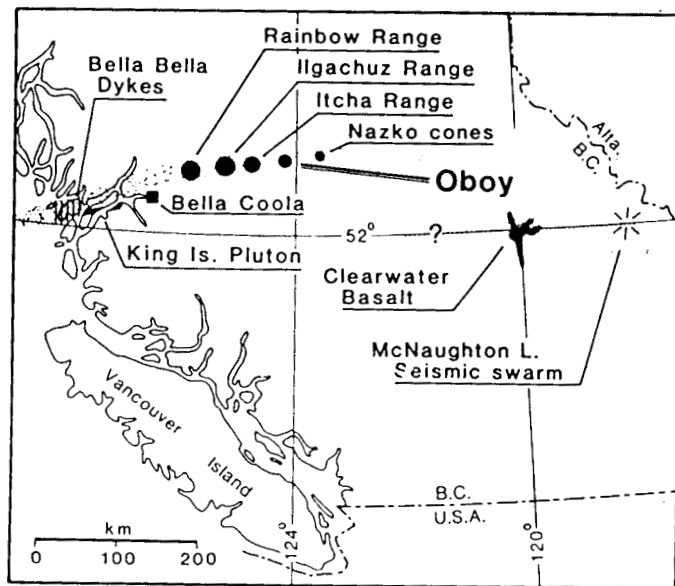 Rainbow Range
Bella Bella
Dykes
Ilgachuz Range
Itcha Range
Nazko cones
Alta.
B.C.
Oboy
Bella Coola
52°
?
King Is. Pluton
Clearwater
Basalt
McNaughton L.
Seismic swarm
Vancouver
Island
B.C.
U.S.A.
km
0 100 200
124°
120°